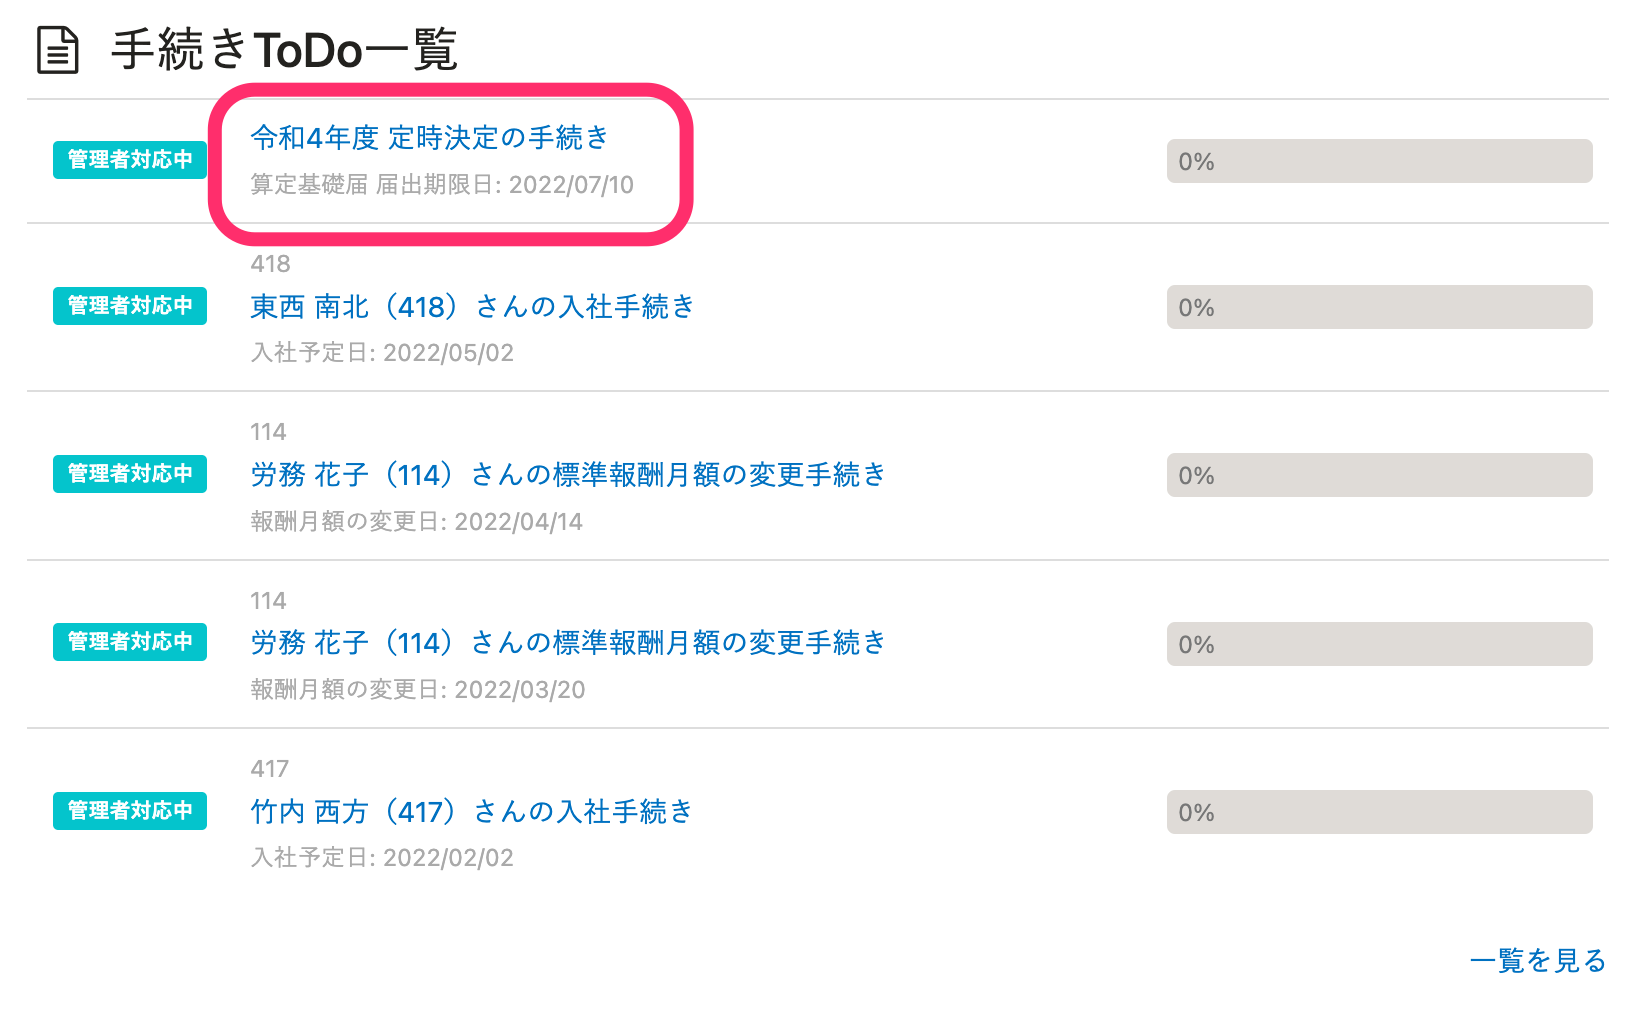 手続きToDo一覧
管理者対応中
令和4年度 定時決定の手続き
算定基礎届 届出期限日: 2022/07/10
0%
418
管理者対応中
東西 南北（418）さんの入社手続き
入社予定日: 2022/05/02
0%
114
管理者対応中
労務 花子（114）さんの標準報酬月額の変更手続き
報酬月額の変更日: 2022/04/14
0%
114
管理者対応中
労務 花子（114）さんの標準報酬月額の変更手続き
報酬月額の変更日: 2022/03/20
0%
417
管理者対応中
竹内 西方（417）さんの入社手続き
入社予定日: 2022/02/02
0%
一覧を見る